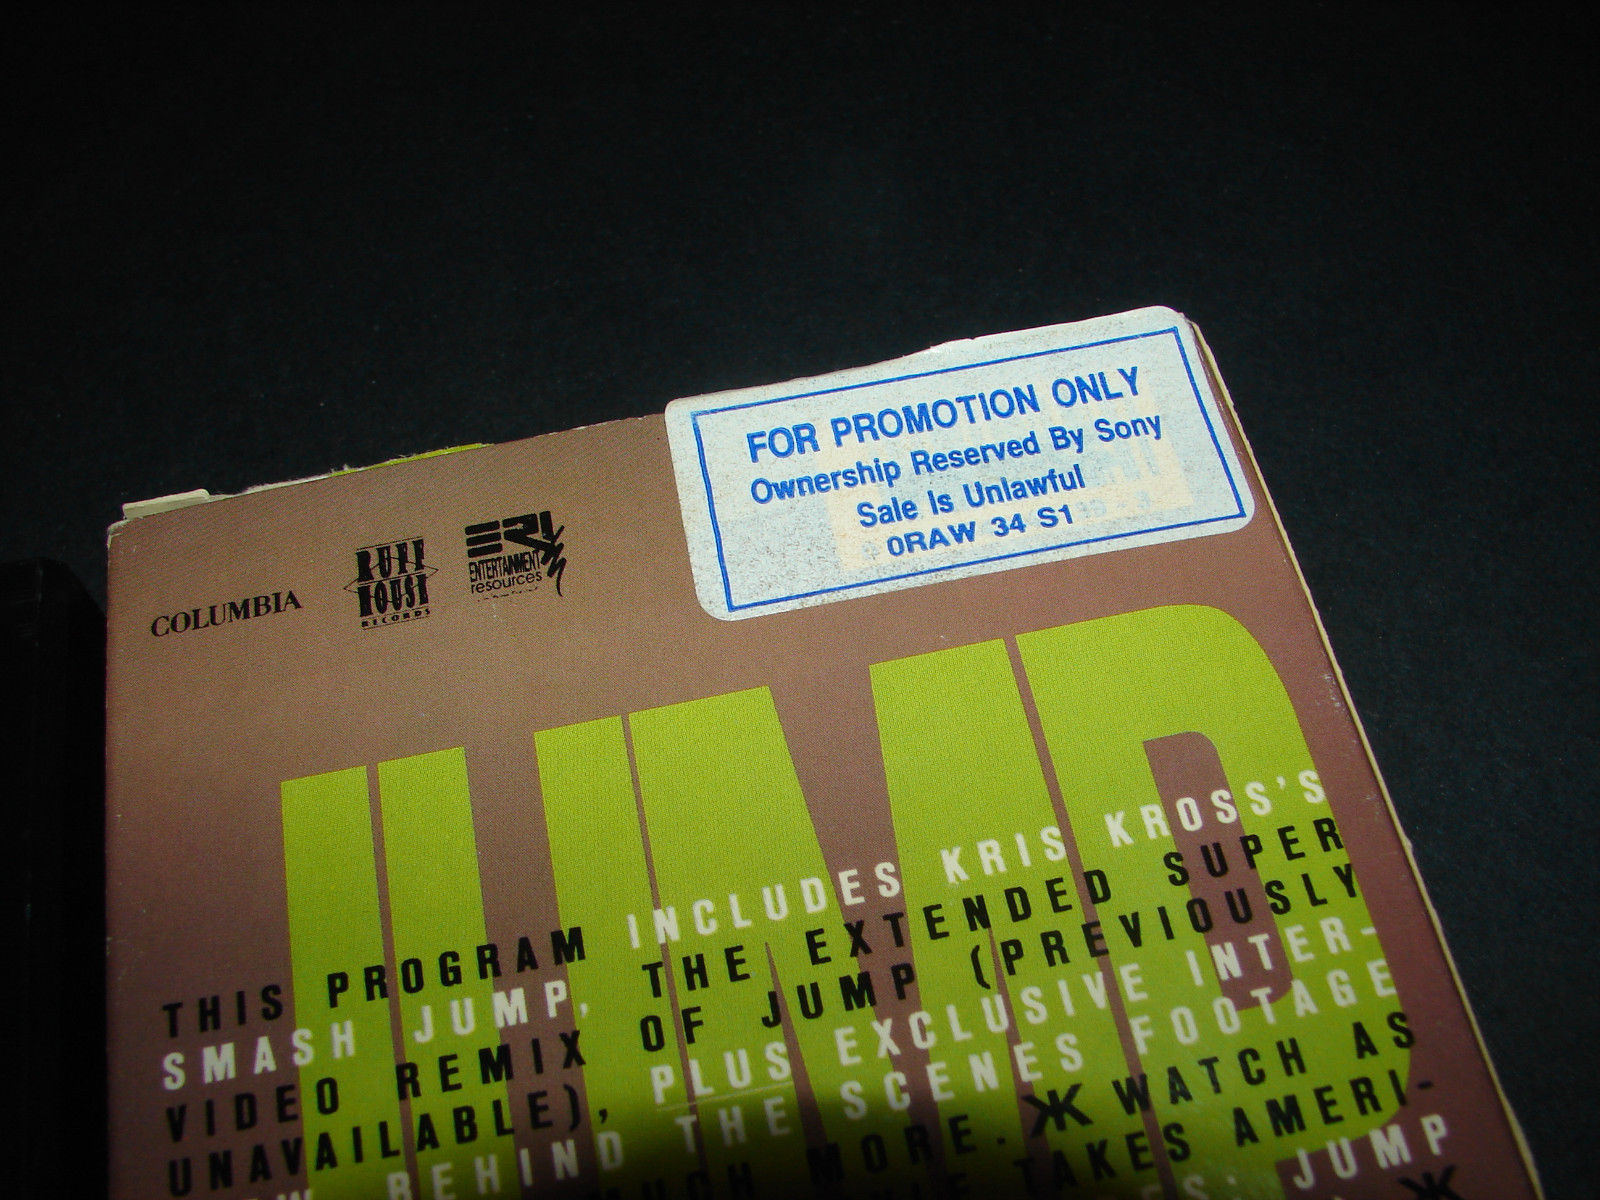 FOR PROMOTION ONLY
Ownership Reserved By Sony
Sale Is Unlawful
0RAW 34 S1
COLUMBIA
RUFF
HOUSE
RECORDS
ERI
ENTERTAINMENT
resources
JUMP
THIS PROGRAM INCLUDES KRIS KROSS'S
SMASH JUMP, THE EXTENDED SUPER
VIDEO REMIX OF JUMP (PREVIOUSLY
UNAVAILABLE), PLUS EXCLUSIVE INTER-
BEHIND THE SCENES FOOTAGE
MORE. WATCH AS
TAKES AMERI-
JUMP